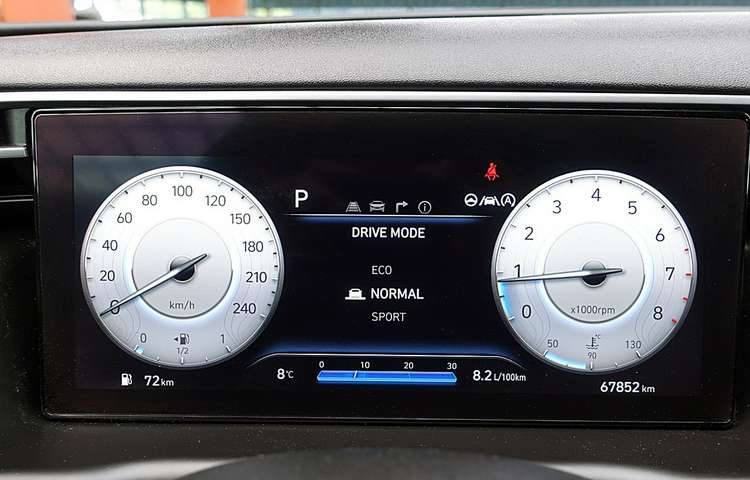 P
DRIVE MODE
ECO
NORMAL
SPORT
0
20
40
60
80
100
120
150
180
210
240
km/h
0
1/2
1
72 km
8°C
0 10 20 30
8.2 L/100km
A
0
1
2
3
4
5
6
7
8
x1000rpm
50
90
130
67852 km